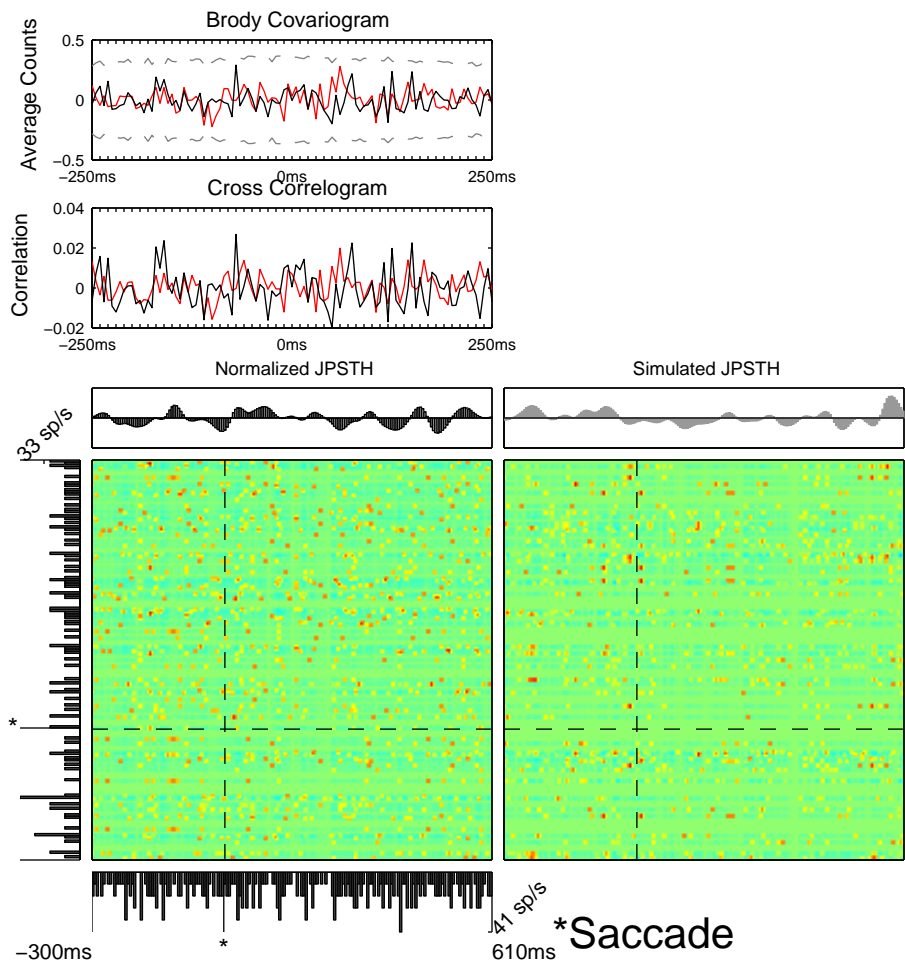 Brody Covariogram
Average Counts
0.5
0
−0.5
−250ms
0ms
250ms
Cross Correlogram
Correlation
0.04
0.02
0
−0.02
−250ms
0ms
250ms
Normalized JPSTH
Simulated JPSTH
33 sp/s
*
41 sp/s
*
*Saccade
−300ms
610ms